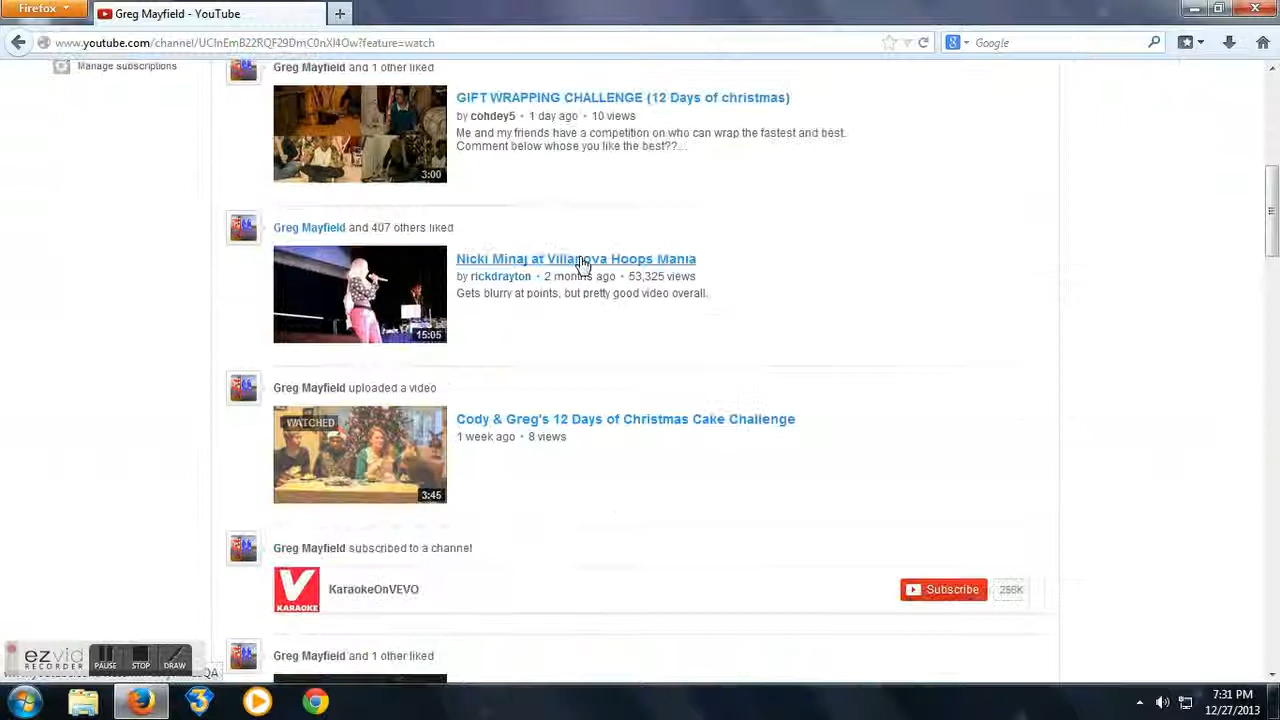 Firefox
Greg Mayfield - YouTube
www.youtube.com/channel/UCInEmB22RQF29DmC0nXI4Ow?feature=watch
Google
Manage subscriptions
Greg Mayfield and 1 other liked
GIFT WRAPPING CHALLENGE (12 Days of christmas)
by cohdey5 • 1 day ago • 10 views
Me and my friends have a competition on who can wrap the fastest and best.
Comment below whose you like the best??...
3:00
Greg Mayfield and 407 others liked
Nicki Minaj at Villanova Hoops Mania
by rickdrayton • 2 months ago • 53,325 views
Gets blurry at points, but pretty good video overall.
15:05
Greg Mayfield uploaded a video
WATCHED
Cody & Greg's 12 Days of Christmas Cake Challenge
1 week ago • 8 views
3:45
Greg Mayfield subscribed to a channel
V
KARAOKE
KaraokeOnVEVO
Subscribe
Greg Mayfield and 1 other liked
ezvid
RECORDER
PAUSE
STOP
DRAW
7:31 PM
12/27/2013